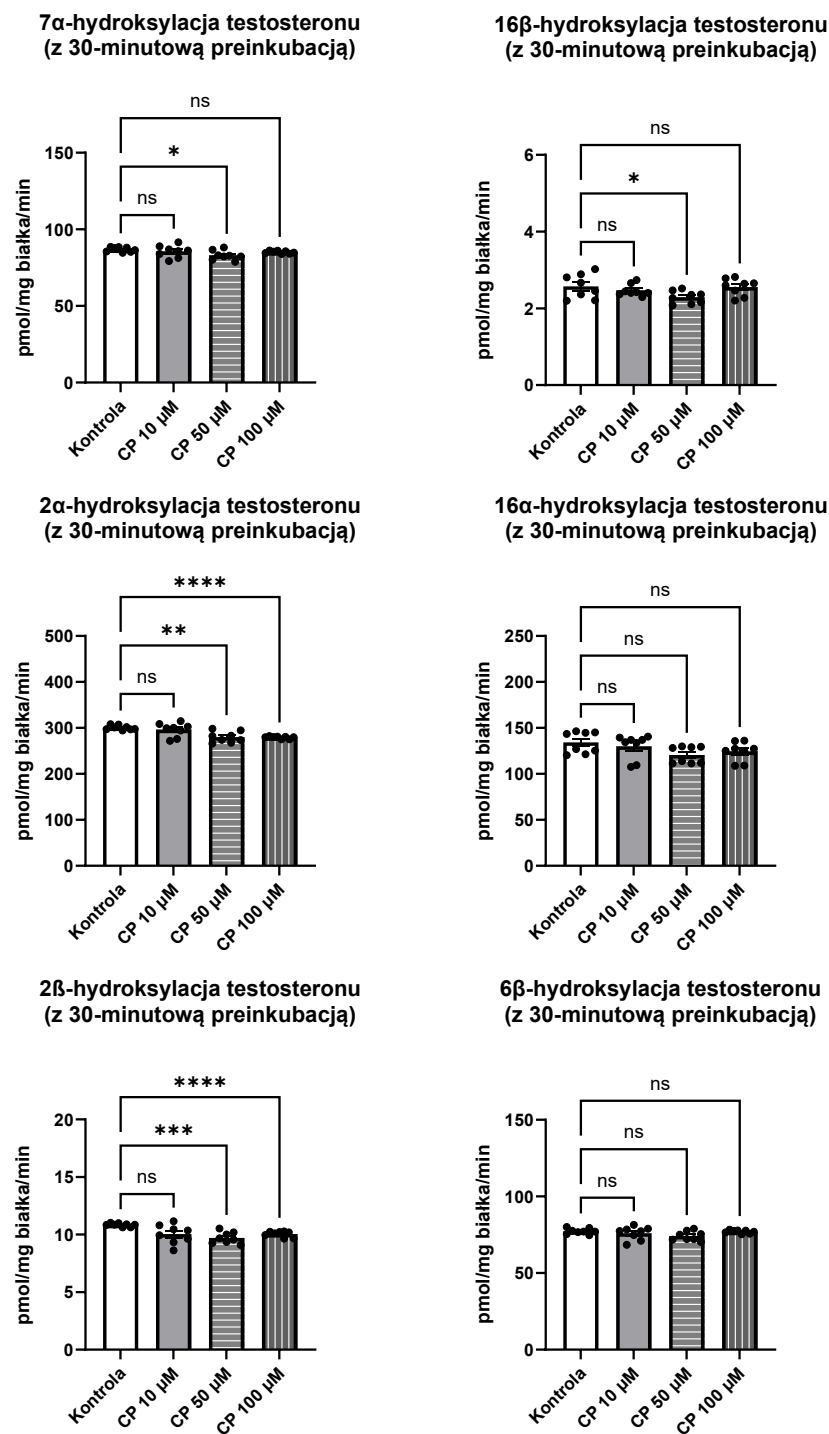 7α-hydroksylacja testosteronu
(z 30-minutową preinkubacją)
ns
*
ns
150
100
50
0
pmol/mg białka/min
Kontrola
CP 10 µM
CP 50 µM
CP 100 µM
16β-hydroksylacja testosteronu
(z 30-minutową preinkubacją)
ns
*
ns
6
4
2
0
pmol/mg białka/min
Kontrola
CP 10 µM
CP 50 µM
CP 100 µM
2α-hydroksylacja testosteronu
(z 30-minutową preinkubacją)
****
**
ns
500
400
300
200
100
0
pmol/mg białka/min
Kontrola
CP 10 µM
CP 50 µM
CP 100 µM
16α-hydroksylacja testosteronu
(z 30-minutową preinkubacją)
ns
ns
ns
250
200
150
100
50
0
pmol/mg białka/min
Kontrola
CP 10 µM
CP 50 µM
CP 100 µM
2ß-hydroksylacja testosteronu
(z 30-minutową preinkubacją)
****
***
ns
20
15
10
5
0
pmol/mg białka/min
Kontrola
CP 10 µM
CP 50 µM
CP 100 µM
6β-hydroksylacja testosteronu
(z 30-minutową preinkubacją)
ns
ns
ns
150
100
50
0
pmol/mg białka/min
Kontrola
CP 10 µM
CP 50 µM
CP 100 µM